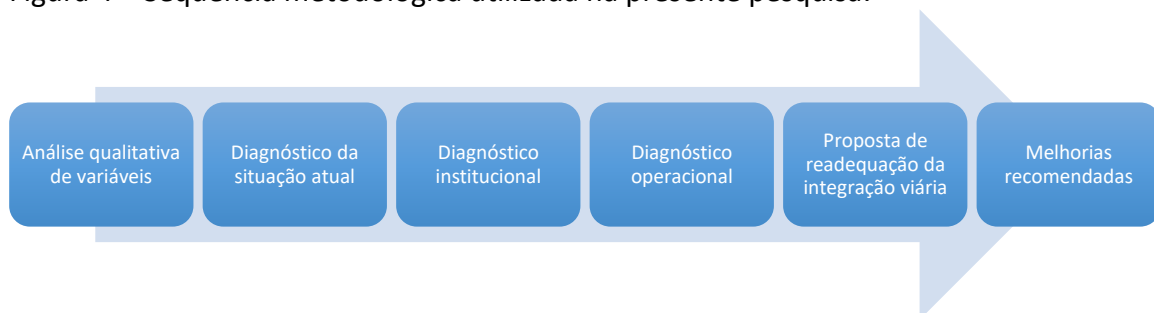 Figura 4 – Sequência metodológica utilizada na presente pesquisa.
Análise qualitativa
de variáveis
Diagnóstico da
situação atual
Diagnóstico
institucional
Diagnóstico
operacional
Proposta de
readequação da
integração viária
Melhorias
recomendadas